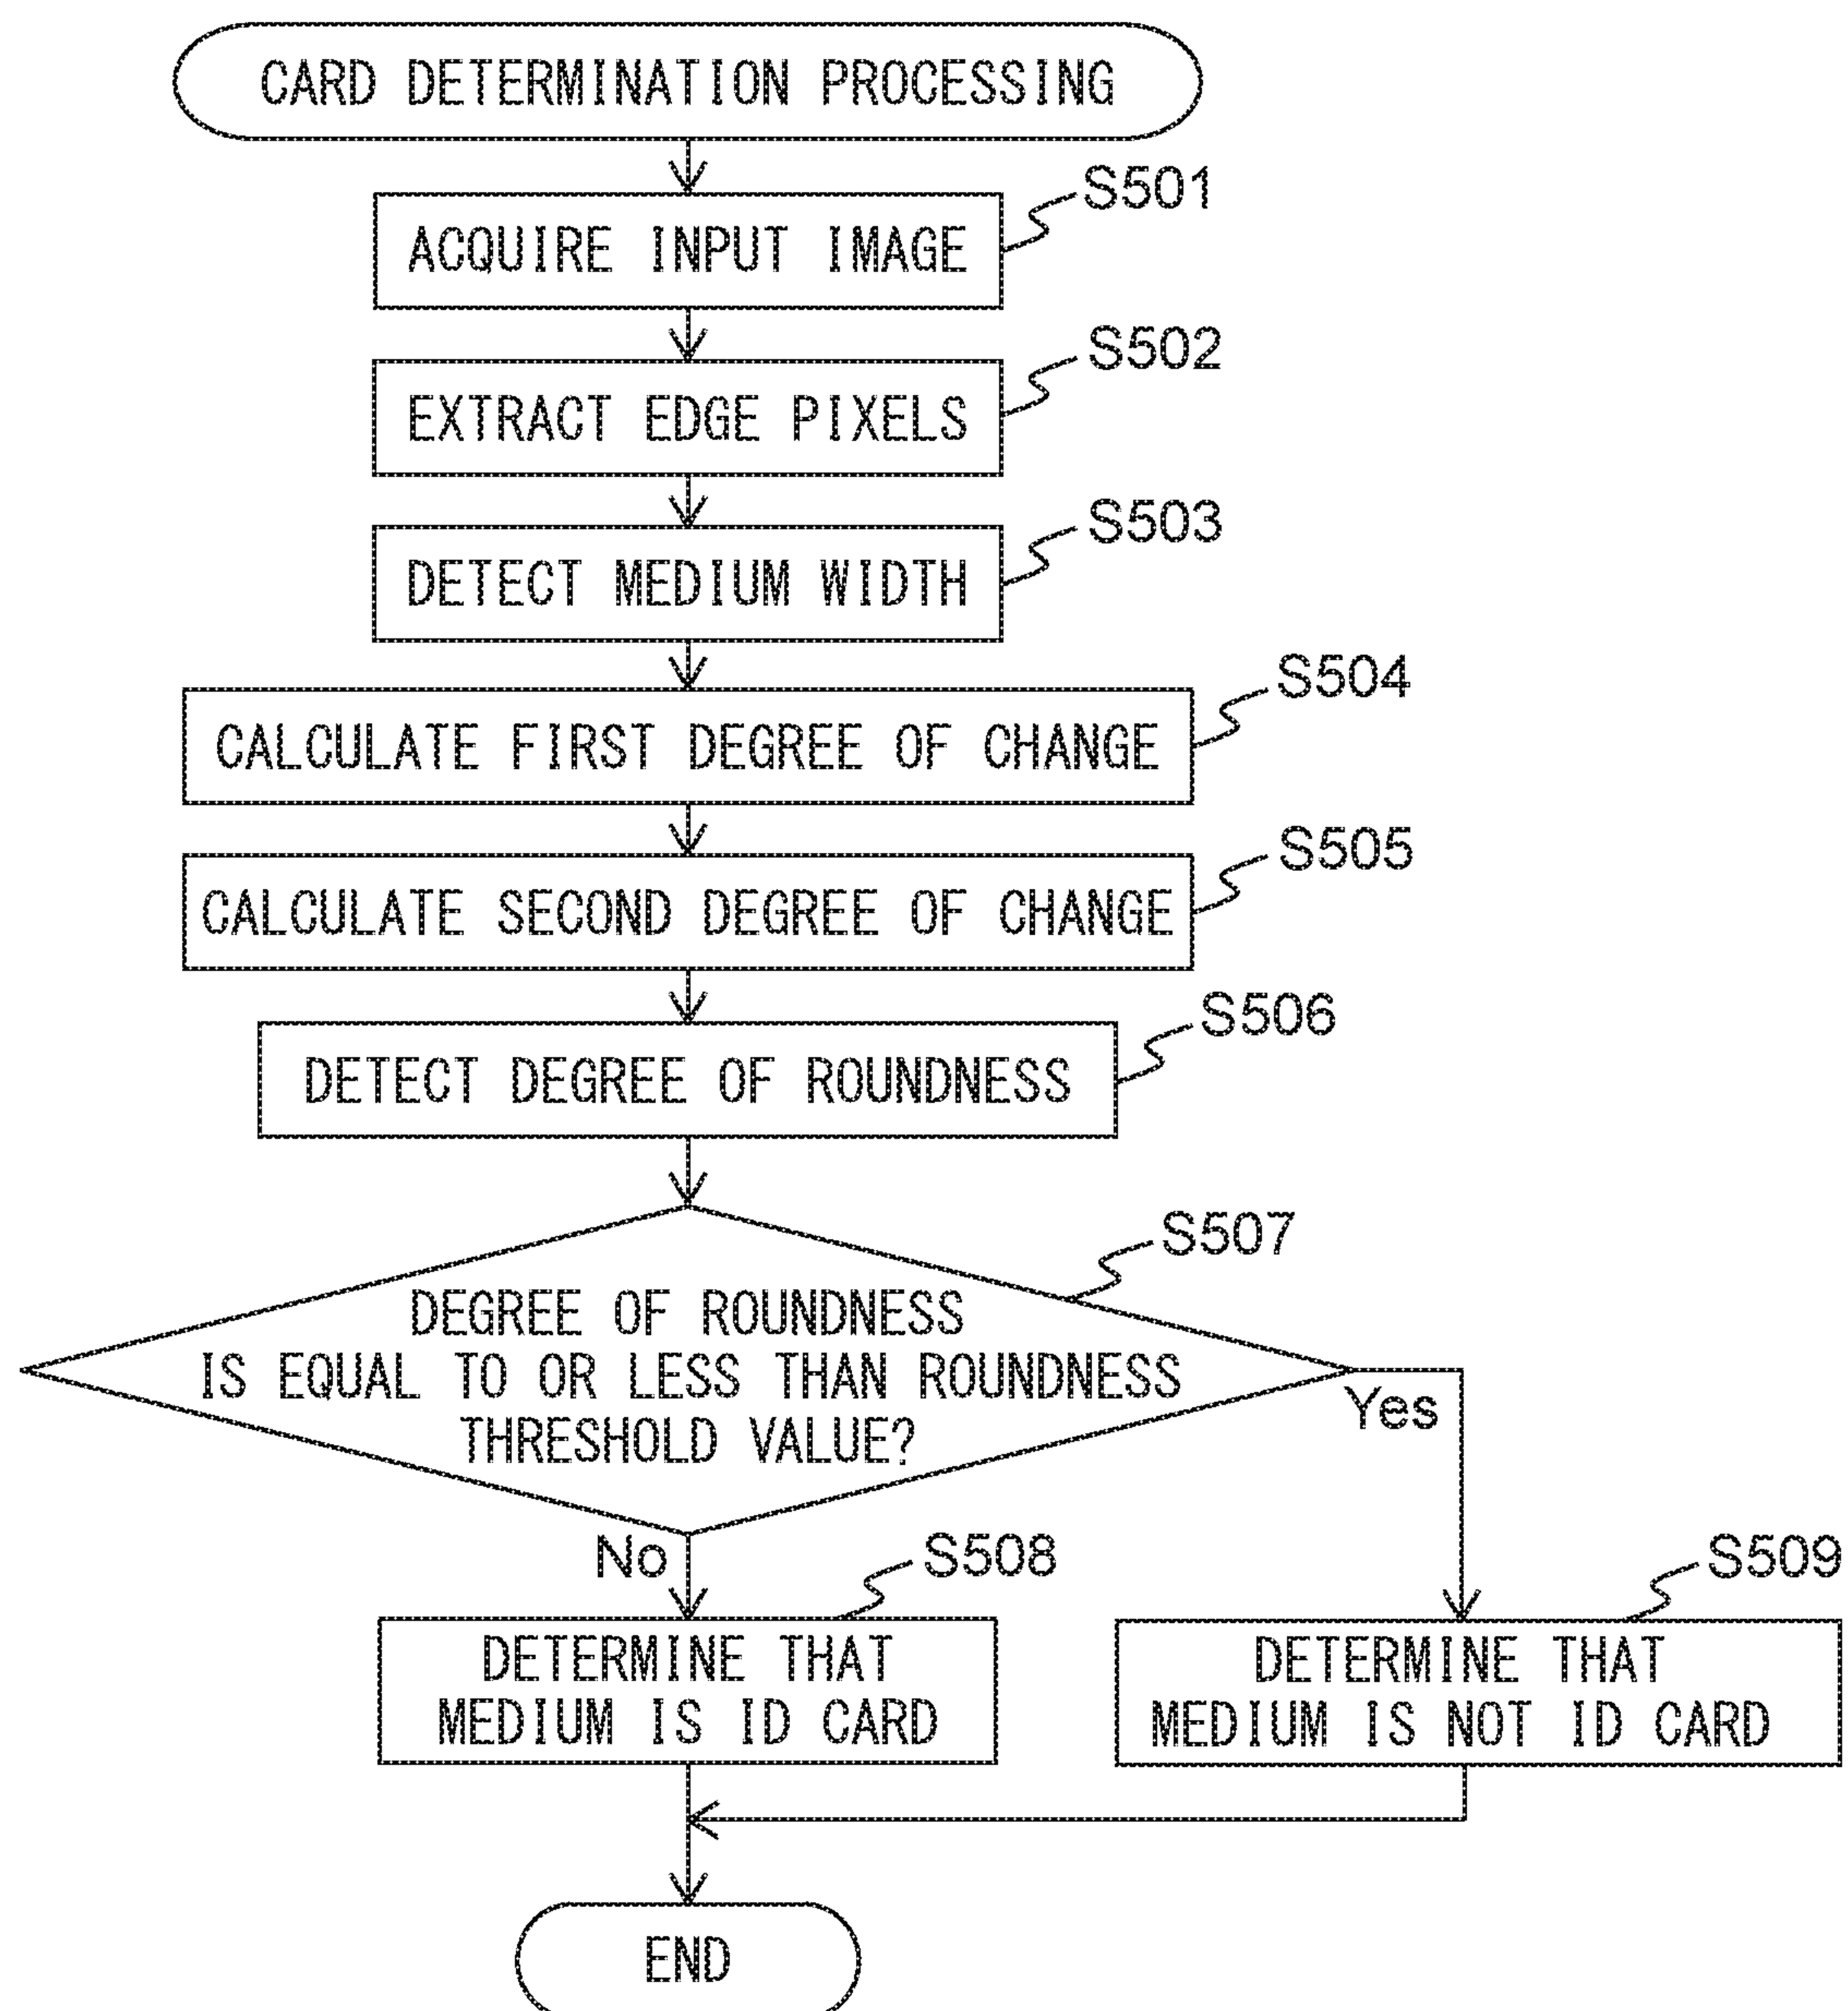 CARD DETERMINATION PROCESSING
S501
ACQUIRE INPUT IMAGE
S502
EXTRACT EDGE PIXELS
S503
DETECT MEDIUM WIDTH
S504
CALCULATE FIRST DEGREE OF CHANGE
S505
CALCULATE SECOND DEGREE OF CHANGE
S506
DETECT DEGREE OF ROUNDNESS
S507
DEGREE OF ROUNDNESS
IS EQUAL TO OR LESS THAN ROUNDNESS
THRESHOLD VALUE?
Yes
No
S508
DETERMINE THAT
MEDIUM IS ID CARD
S509
DETERMINE THAT
MEDIUM IS NOT ID CARD
END